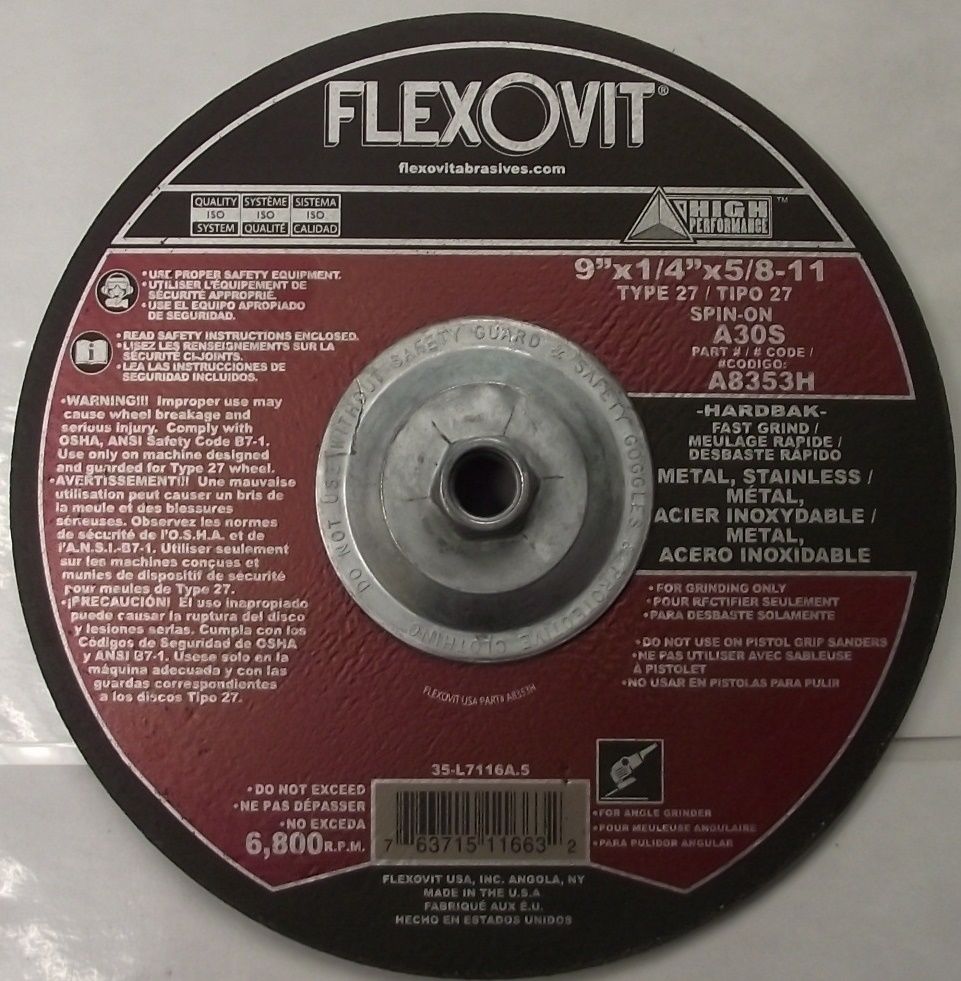 FLEXOVIT®
flexovitabrasives.com
QUALITY ISO SYSTEM
SYSTÈME ISO QUALITÉ
SISTEMA ISO CALIDAD
HIGH PERFORMANCE™
•USE PROPER SAFETY EQUIPMENT.
•UTILISER L'ÉQUIPEMENT DE
SÉCURITÉ APPROPRIÉ.
•USE EL EQUIPO APROPIADO
DE SEGURIDAD.
•READ SAFETY INSTRUCTIONS ENCLOSED.
•LISEZ LES RENSEIGNEMENTS SUR LA
SÉCURITÉ CI-JOINTS.
•LEA LAS INSTRUCCIONES DE
SEGURIDAD INCLUIDOS.
•WARNING!!! Improper use may
cause wheel breakage and
serious injury. Comply with
OSHA, ANSI Safety Code B7-1.
Use only on machine designed
and guarded for Type 27 wheel.
•AVERTISSEMENT!!! Une mauvaise
utilisation peut causer un bris de
la meule et des blessures
sérieuses. Observez les normes
de sécurité de l'O.S.H.A. et de
l'A.N.S.I.-B7-1. Utiliser seulement
sur les machines conçues et
munies de dispositif de sécurité
pour meules de Type 27.
•¡PRECAUCIÓN! El uso inapropiado
puede causar la ruptura del disco
y lesiones serias. Cumpla con los
Códigos de Seguridad de OSHA
y ANSI B7-1. Usese solo en la
máquina adecuada y con las
guardas correspondientes
a los discos Tipo 27.
9"x1/4"x5/8-11
TYPE 27 / TIPO 27
SPIN-ON
A30S
PART # / # CODE /
#CODIGO:
A8353H
-HARDBAK-
FAST GRIND /
MEULAGE RAPIDE /
DESBASTE RÁPIDO
METAL, STAINLESS /
MÉTAL,
ACIER INOXYDABLE /
METAL,
ACERO INOXIDABLE
•FOR GRINDING ONLY
•POUR RECTIFIER SEULEMENT
•PARA DESBASTE SOLAMENTE
•DO NOT USE ON PISTOL GRIP SANDERS
•NE PAS UTILISER AVEC SABLEUSE
À PISTOLET
•NO USAR EN PISTOLAS PARA PULIR
DO NOT USE WITHOUT SAFETY GUARD & SAFETY GOGGLES & PROTECTIVE CLOTHING
FLEXOVIT USA PART# A8353H
35-L7116A.5
•DO NOT EXCEED
•NE PAS DÉPASSER
•NO EXCEDA
6,800 R.P.M.
7 63715 11663 2
•FOR ANGLE GRINDER
•POUR MEULEUSE ANGULAIRE
•PARA PULIDOR ANGULAR
FLEXOVIT USA, INC. ANGOLA, NY
MADE IN THE U.S.A
FABRIQUÉ AUX É.U.
HECHO EN ESTADOS UNIDOS